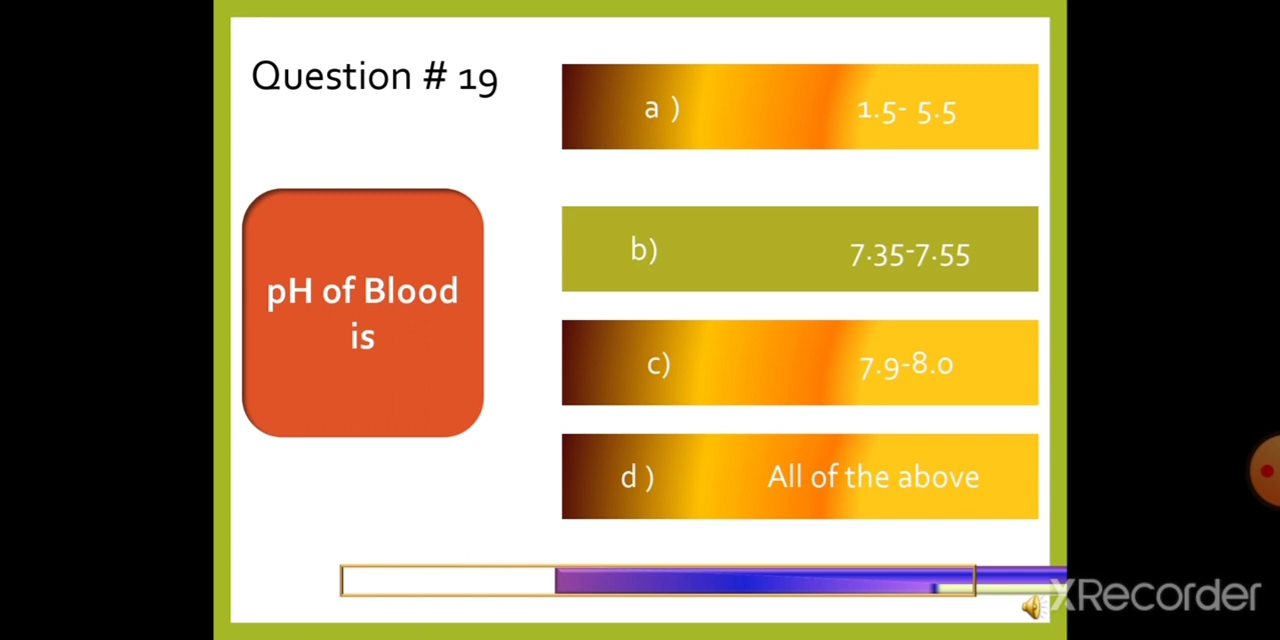 Question # 19
a ) 1.5- 5.5
b) 7.35-7.55
pH of Blood
is
c) 7.9-8.0
d ) All of the above
XRecorder